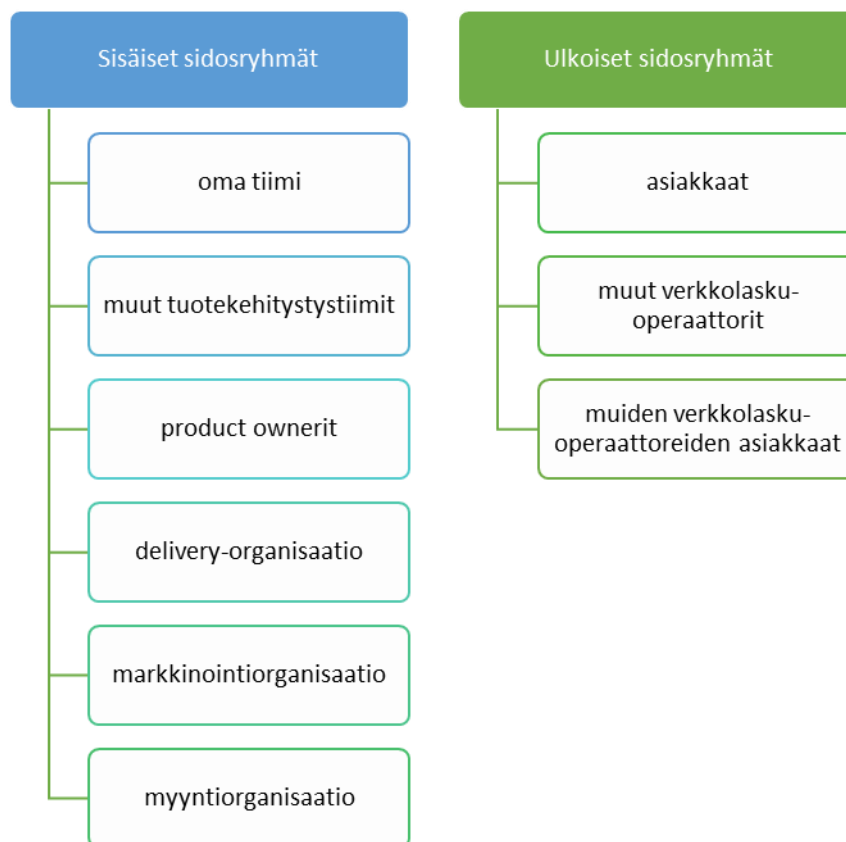 Sisäiset sidosryhmät
oma tiimi
muut tuotekehitystystiimit
product ownerit
delivery-organisaatio
markkinointiorganisaatio
myyntiorganisaatio
Ulkoiset sidosryhmät
asiakkaat
muut verkkolasku-
operaattorit
muiden verkkolasku-
operaattoreiden asiakkaat